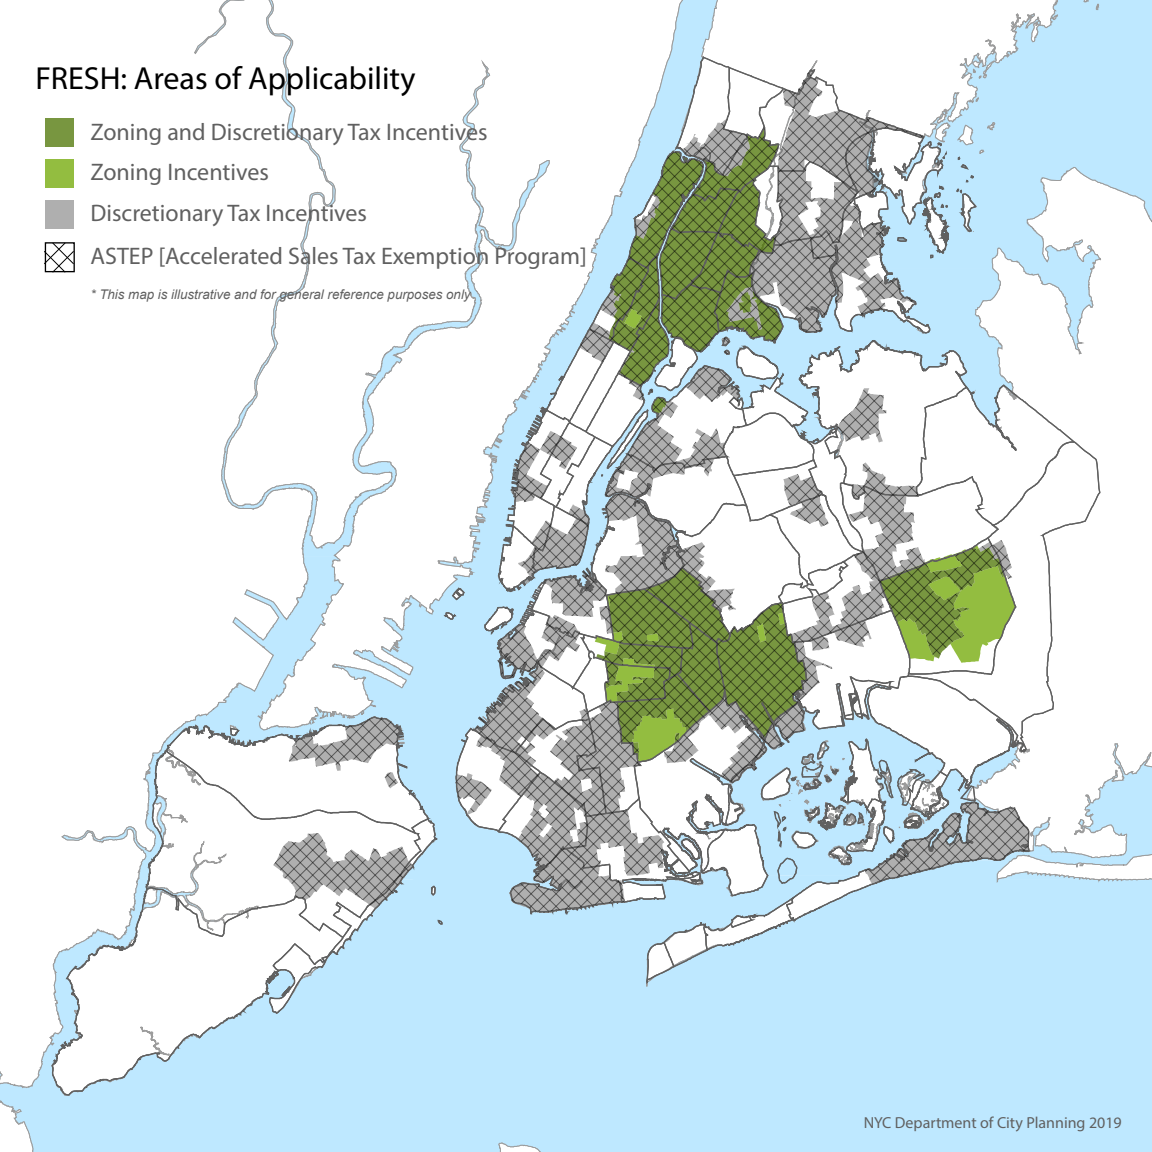 FRESH: Areas of Applicability
Zoning and Discretionary Tax Incentives
Zoning Incentives
Discretionary Tax Incentives
ASTEP [Accelerated Sales Tax Exemption Program]
* This map is illustrative and for general reference purposes only
NYC Department of City Planning 2019